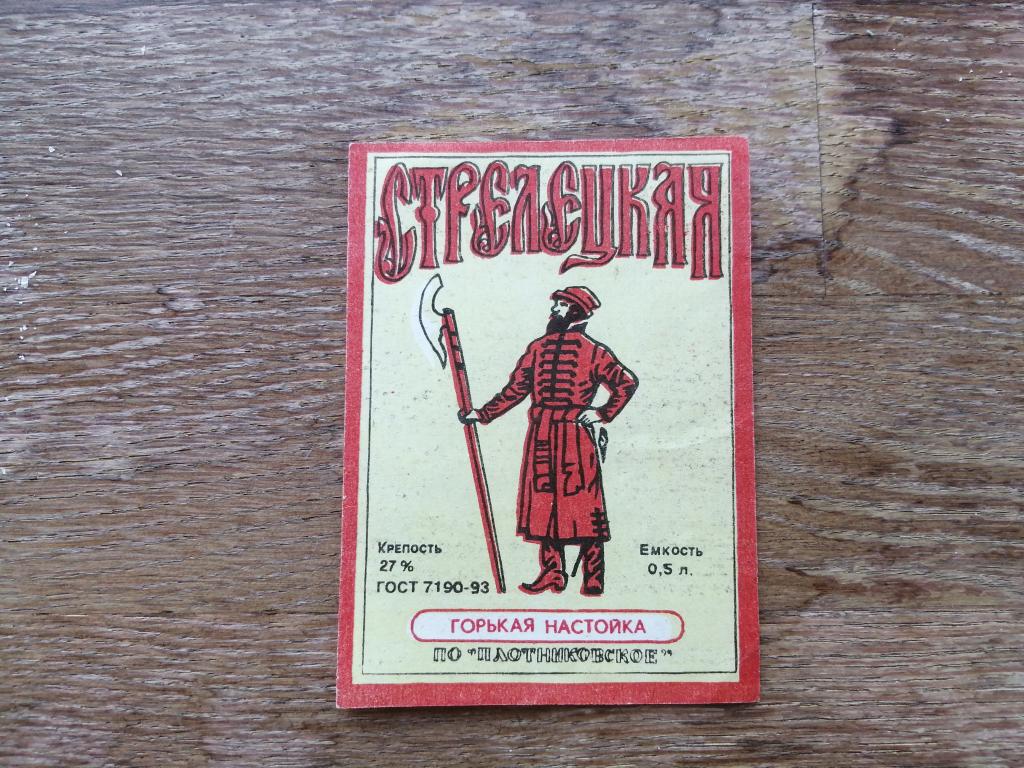 СТРЕЛЕЦКАЯ
КРЕПОСТЬ
27 %
ГОСТ 7190-93
ЕМКОСТЬ
0,5 л.
ГОРЬКАЯ НАСТОЙКА
ПО "ПЛОТНИКОВСКОЕ"